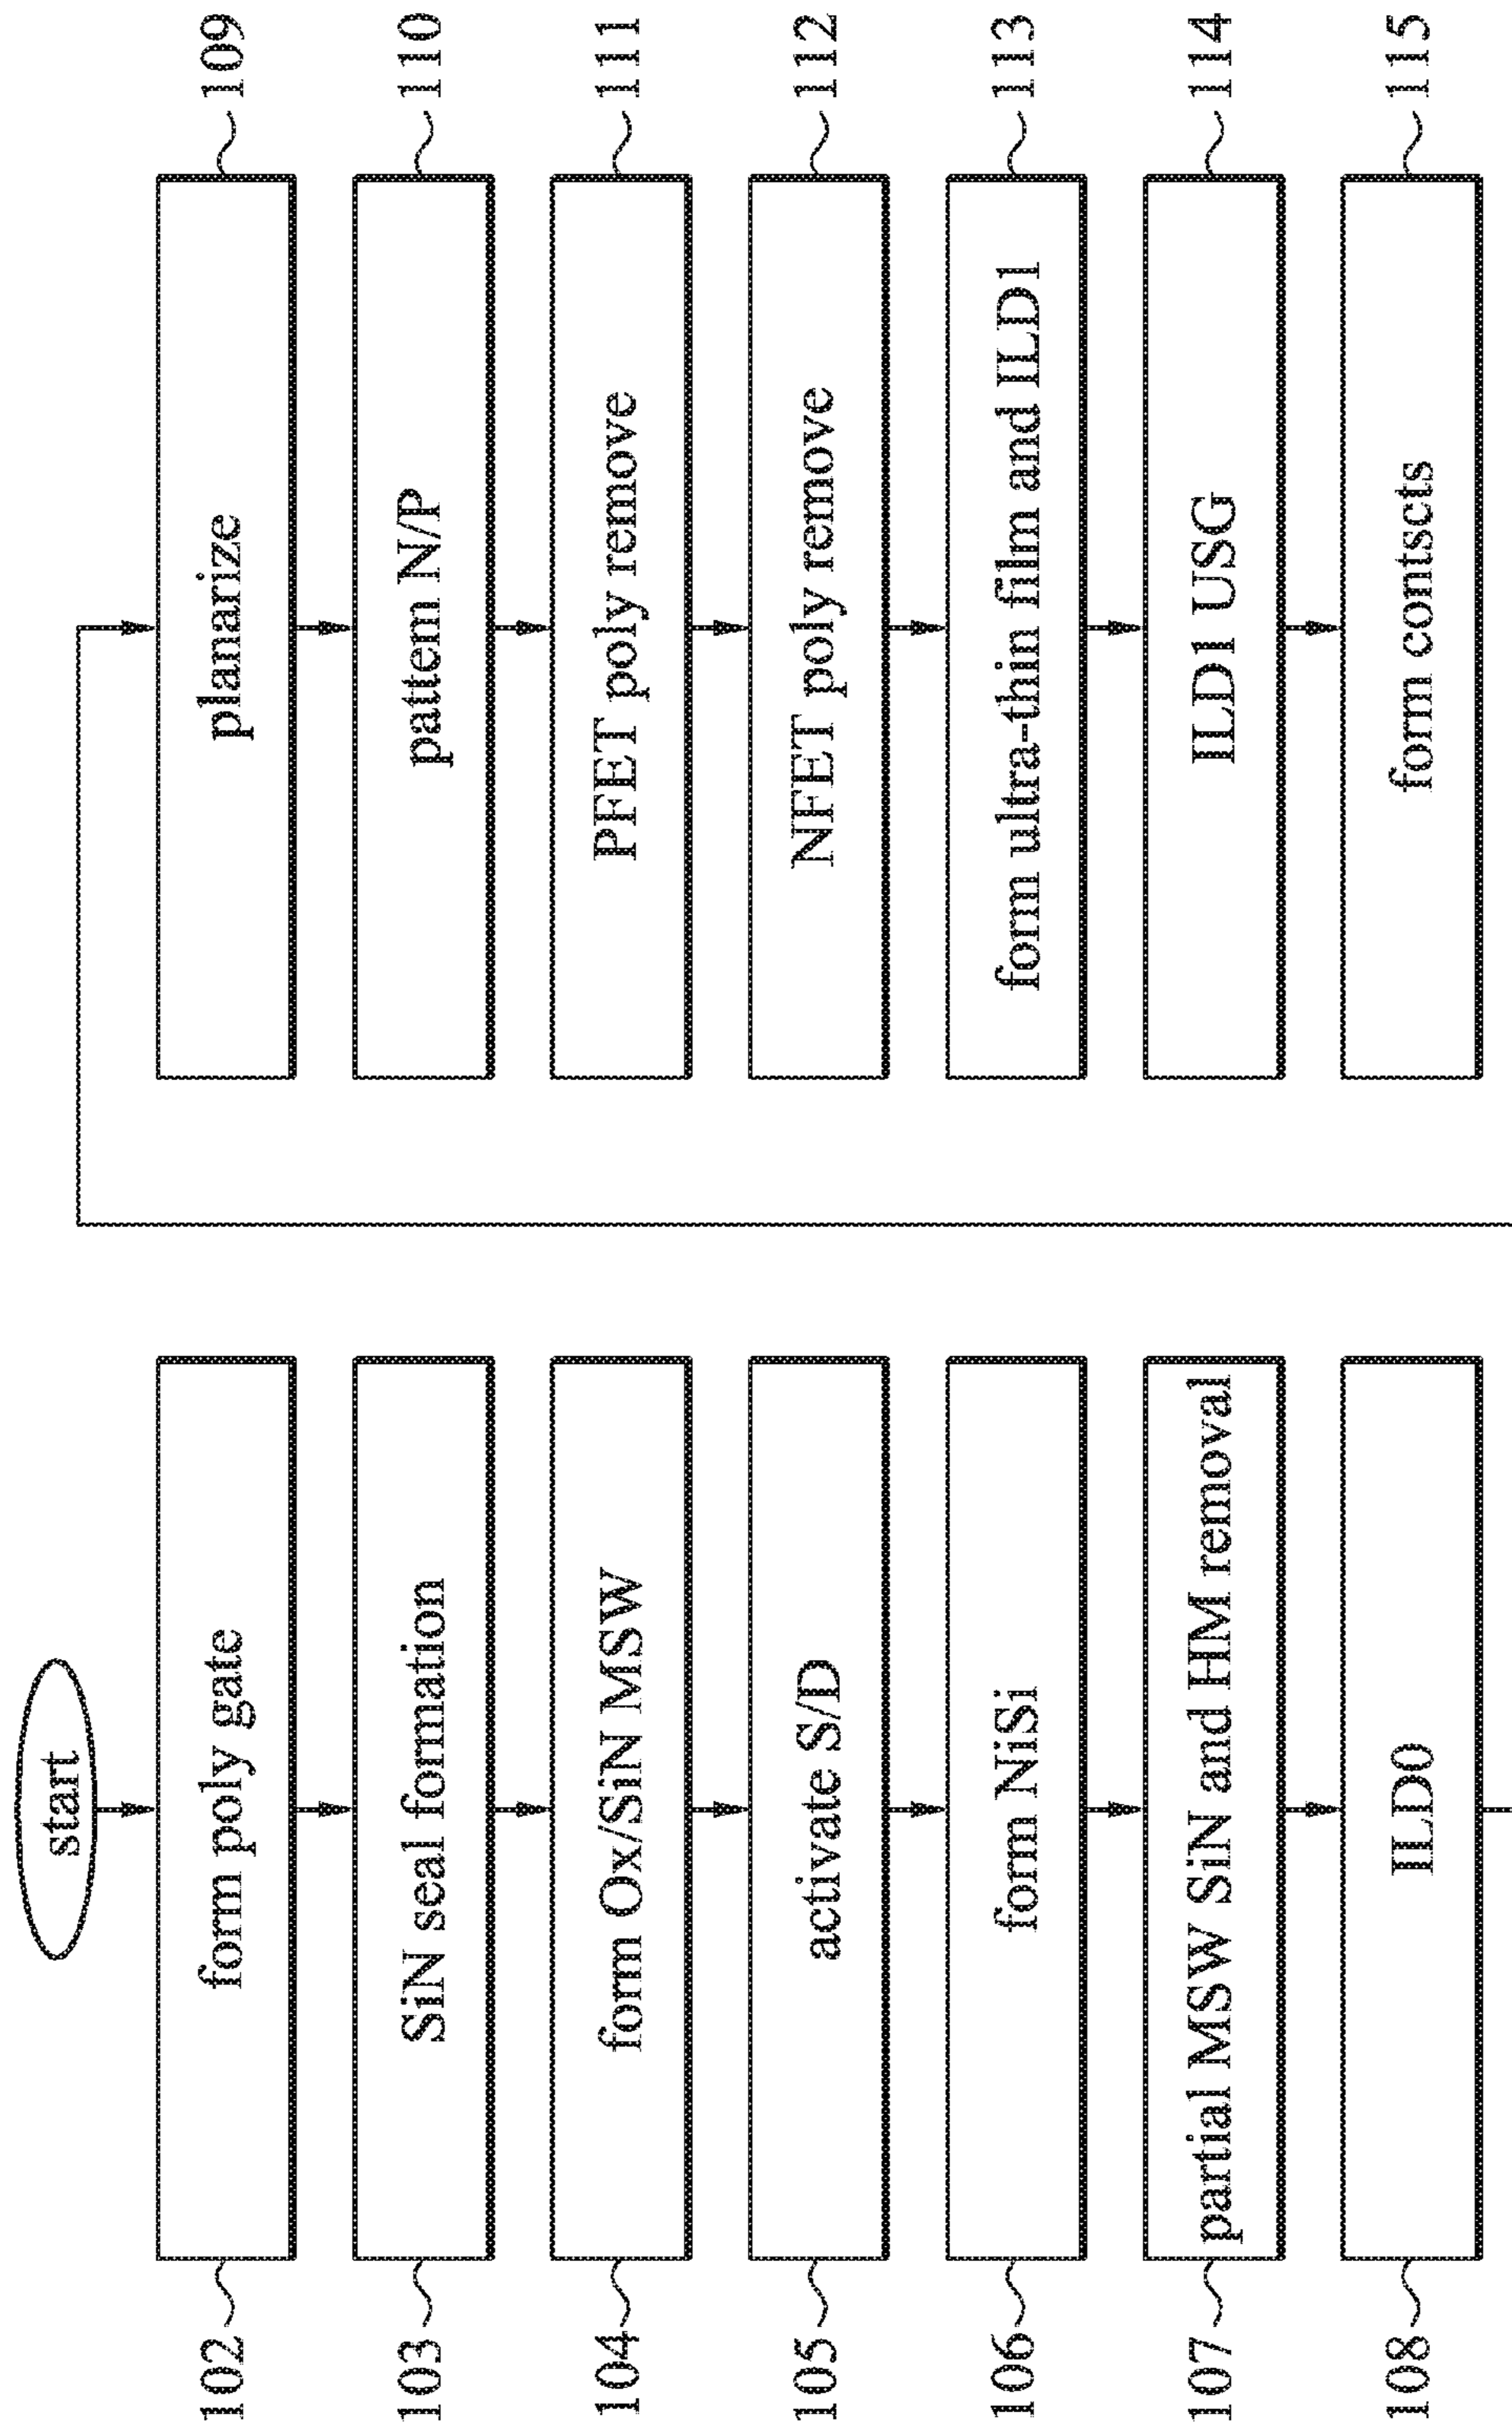 start
102
form poly gate
103
SiN seal formation
104
form Ox/SiN MSW
105
activate S/D
106
form NiSi
107
partial MSW SiN and HM removal
108
ILD0
planarize
109
pattem N/P
110
PFET poly remove
111
NFET poly remove
112
form ultra-thin film and ILD1
113
ILD1 USG
114
form contscts
115